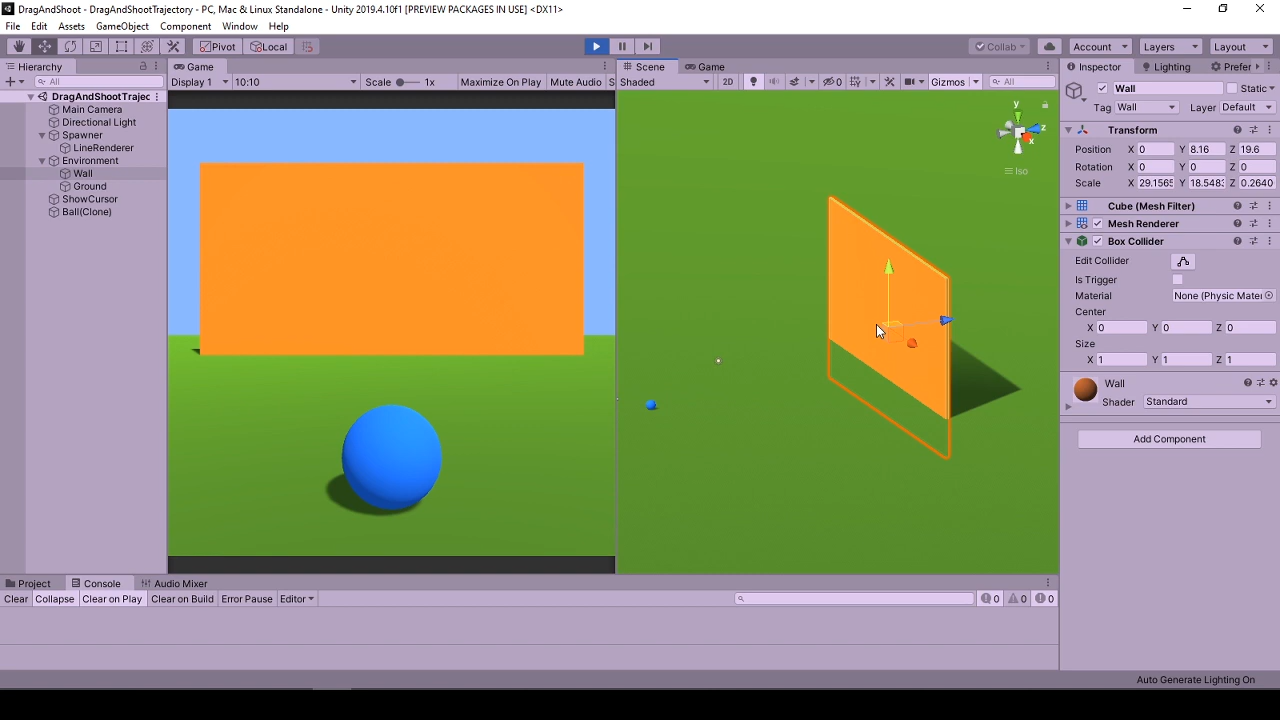 DragAndShoot - DragAndShootTrajectory - PC, Mac & Linux Standalone - Unity 2019.4.10f1 [PREVIEW PACKAGES IN USE] <DX11>
File Edit Assets GameObject Component Window Help
Pivot Local Collab Account Layers Layout
Hierarchy
All
DragAndShootTrajec
Main Camera
Directional Light
Spawner
LineRenderer
Environment
Wall
Ground
ShowCursor
Ball(Clone)
Game
Display 1 10:10 Scale 1x Maximize On Play Mute Audio S
Scene Game
Shaded 2D 0 Gizmos All
y
z
x
Iso
Inspector Lighting Prefer
Wall Static
Tag Wall Layer Default
Transform
Position X 0 Y 8.16 Z 19.6
Rotation X 0 Y 0 Z 0
Scale X 29.1565 Y 18.5483 Z 0.2640
Cube (Mesh Filter)
Mesh Renderer
Box Collider
Edit Collider
Is Trigger
Material None (Physic Mater
Center
X 0 Y 0 Z 0
Size
X 1 Y 1 Z 1
Wall
Shader Standard
Add Component
Project Console Audio Mixer
Clear Collapse Clear on Play Clear on Build Error Pause Editor 0 0 0
Auto Generate Lighting On